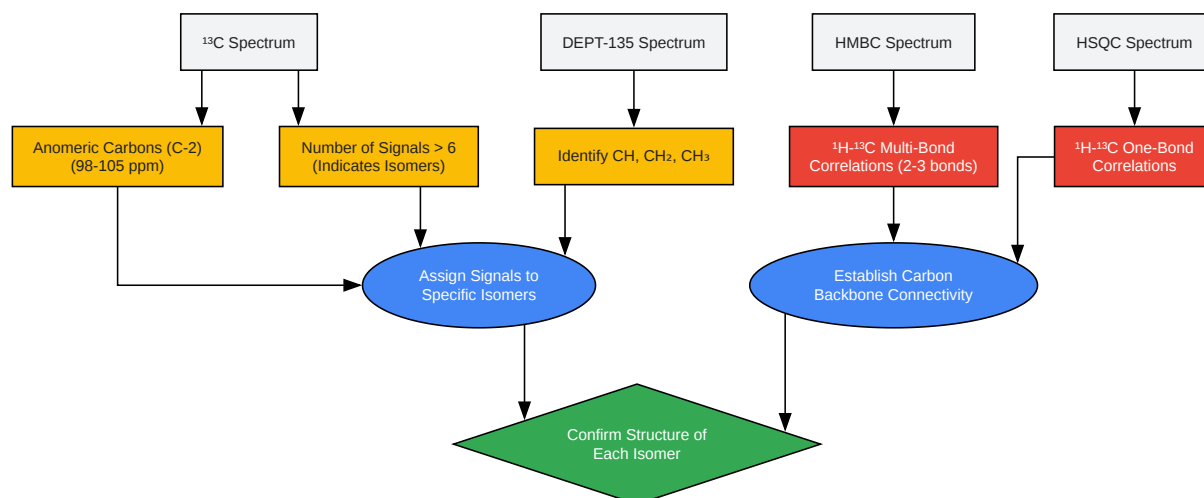 ¹³C Spectrum
DEPT-135 Spectrum
HMBC Spectrum
HSQC Spectrum
Anomeric Carbons (C-2)
(98-105 ppm)
Number of Signals > 6
(Indicates Isomers)
Identify CH, CH₂, CH₃
¹H-¹³C Multi-Bond
Correlations (2-3 bonds)
¹H-¹³C One-Bond
Correlations
Assign Signals to
Specific Isomers
Establish Carbon
Backbone Connectivity
Confirm Structure of
Each Isomer